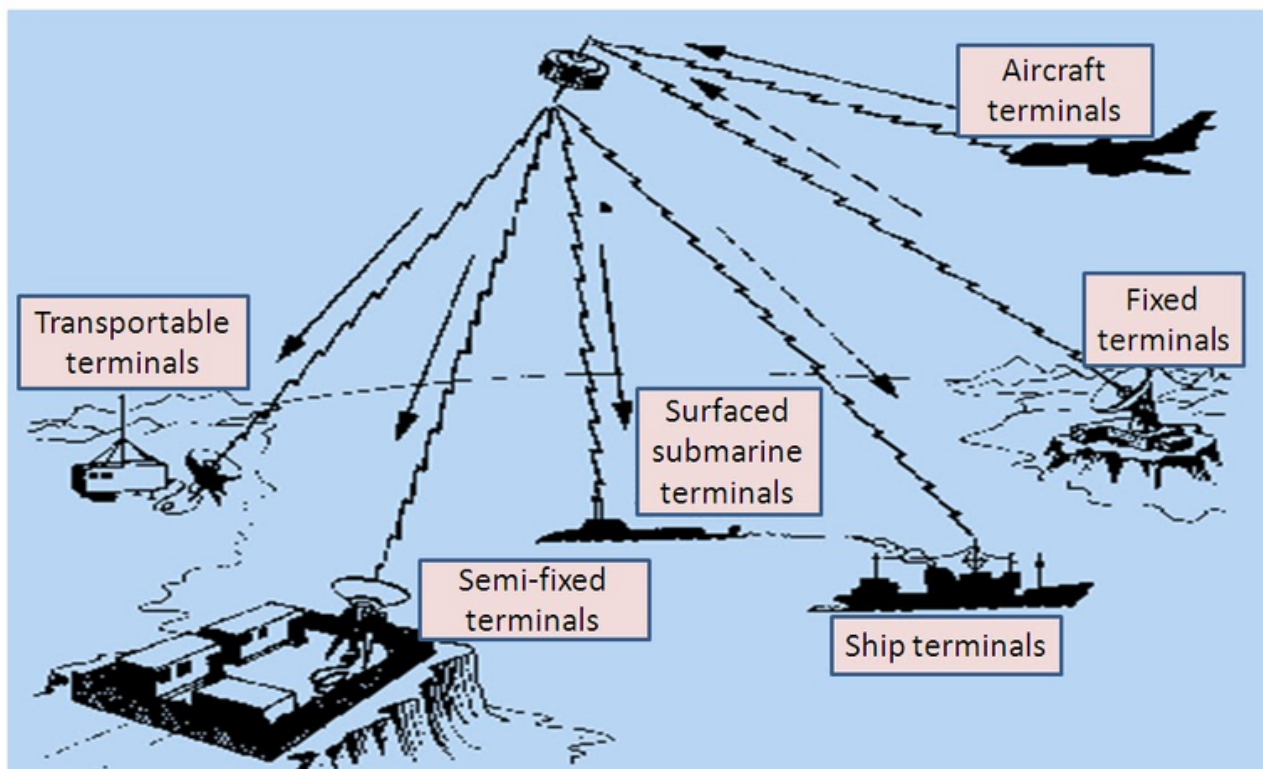 Aircraft
terminals
Transportable
terminals
Fixed
terminals
Surfaced
submarine
terminals
Semi-fixed
terminals
Ship terminals